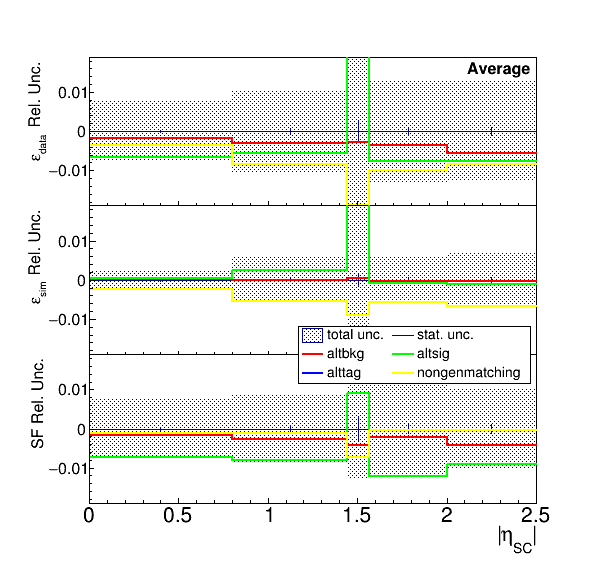 Average
ε_data Rel. Unc.
0.01
0
−0.01
ε_sim Rel. Unc.
0.01
0
−0.01
total unc. stat. unc.
altbkg altsig
alttag nongenmatching
SF Rel. Unc.
0.01
0
−0.01
0 0.5 1 1.5 2 2.5
|η_SC|